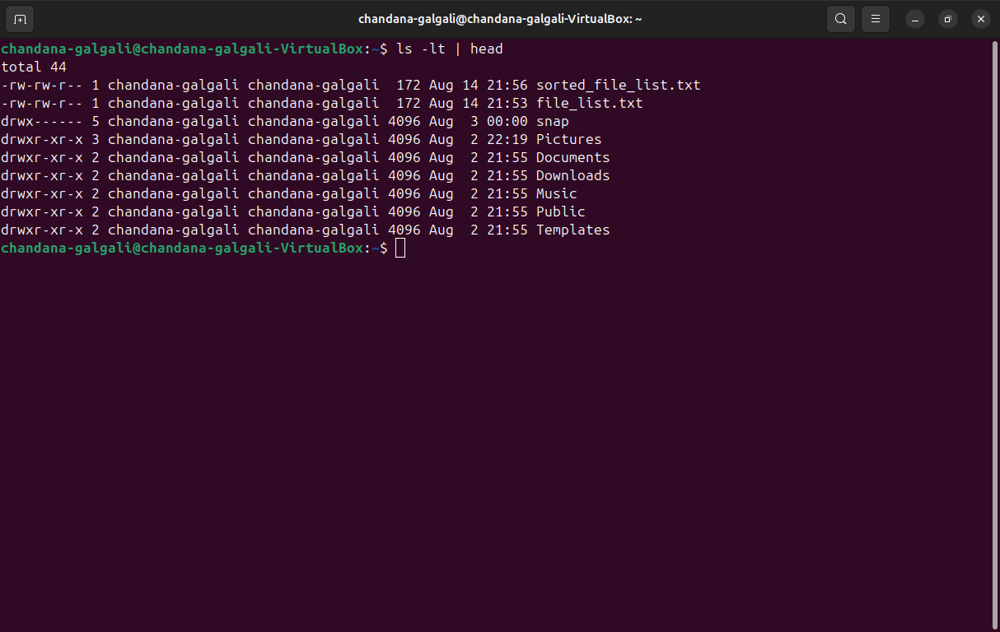 chandana-galgali@chandana-galgali-VirtualBox: ~
chandana-galgali@chandana-galgali-VirtualBox:~$ ls -lt | head
total 44
-rw-rw-r-- 1 chandana-galgali chandana-galgali  172 Aug 14 21:56 sorted_file_list.txt
-rw-rw-r-- 1 chandana-galgali chandana-galgali  172 Aug 14 21:53 file_list.txt
drwx------ 5 chandana-galgali chandana-galgali 4096 Aug  3 00:00 snap
drwxr-xr-x 3 chandana-galgali chandana-galgali 4096 Aug  2 22:19 Pictures
drwxr-xr-x 2 chandana-galgali chandana-galgali 4096 Aug  2 21:55 Documents
drwxr-xr-x 2 chandana-galgali chandana-galgali 4096 Aug  2 21:55 Downloads
drwxr-xr-x 2 chandana-galgali chandana-galgali 4096 Aug  2 21:55 Music
drwxr-xr-x 2 chandana-galgali chandana-galgali 4096 Aug  2 21:55 Public
drwxr-xr-x 2 chandana-galgali chandana-galgali 4096 Aug  2 21:55 Templates
chandana-galgali@chandana-galgali-VirtualBox:~$